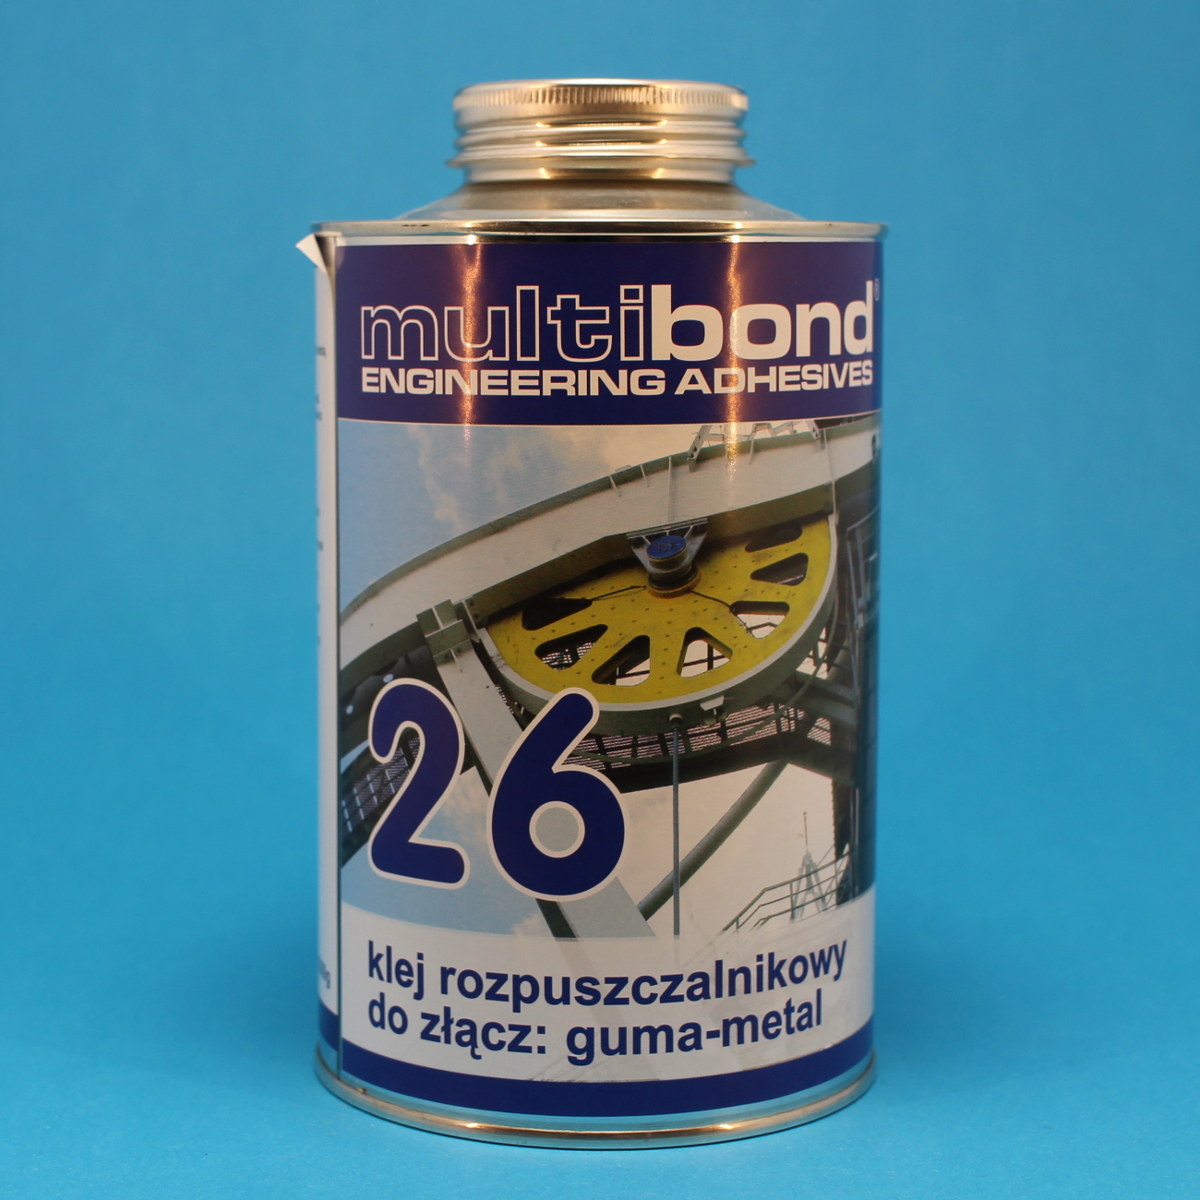 multibond®
ENGINEERING ADHESIVES
26
klej rozpuszczalnikowy
do złącz: guma-metal